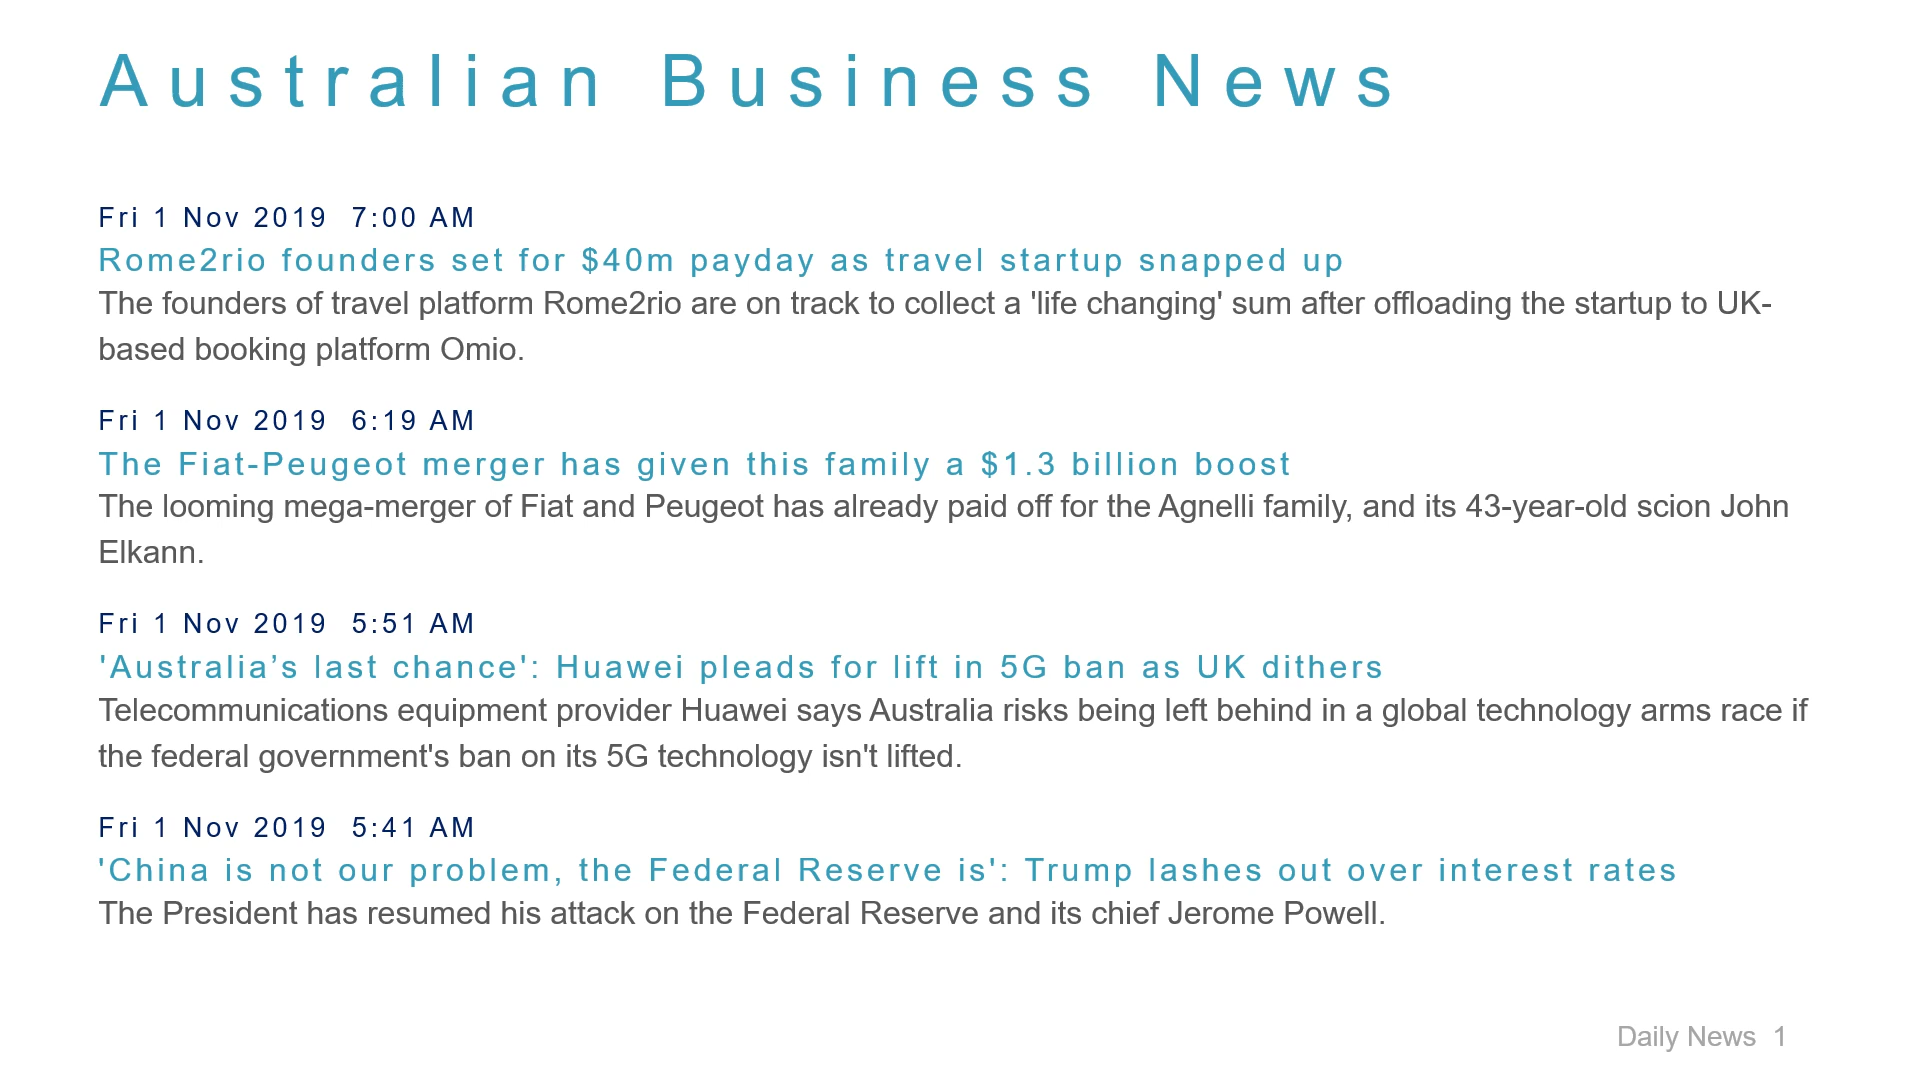 Australian Business News
Fri 1 Nov 2019  7:00 AM
Rome2rio founders set for $40m payday as travel startup snapped up
The founders of travel platform Rome2rio are on track to collect a 'life changing' sum after offloading the startup to UK-
based booking platform Omio.
Fri 1 Nov 2019  6:19 AM
The Fiat-Peugeot merger has given this family a $1.3 billion boost
The looming mega-merger of Fiat and Peugeot has already paid off for the Agnelli family, and its 43-year-old scion John
Elkann.
Fri 1 Nov 2019  5:51 AM
'Australia’s last chance': Huawei pleads for lift in 5G ban as UK dithers
Telecommunications equipment provider Huawei says Australia risks being left behind in a global technology arms race if
the federal government's ban on its 5G technology isn't lifted.
Fri 1 Nov 2019  5:41 AM
'China is not our problem, the Federal Reserve is': Trump lashes out over interest rates
The President has resumed his attack on the Federal Reserve and its chief Jerome Powell.
Daily News  1